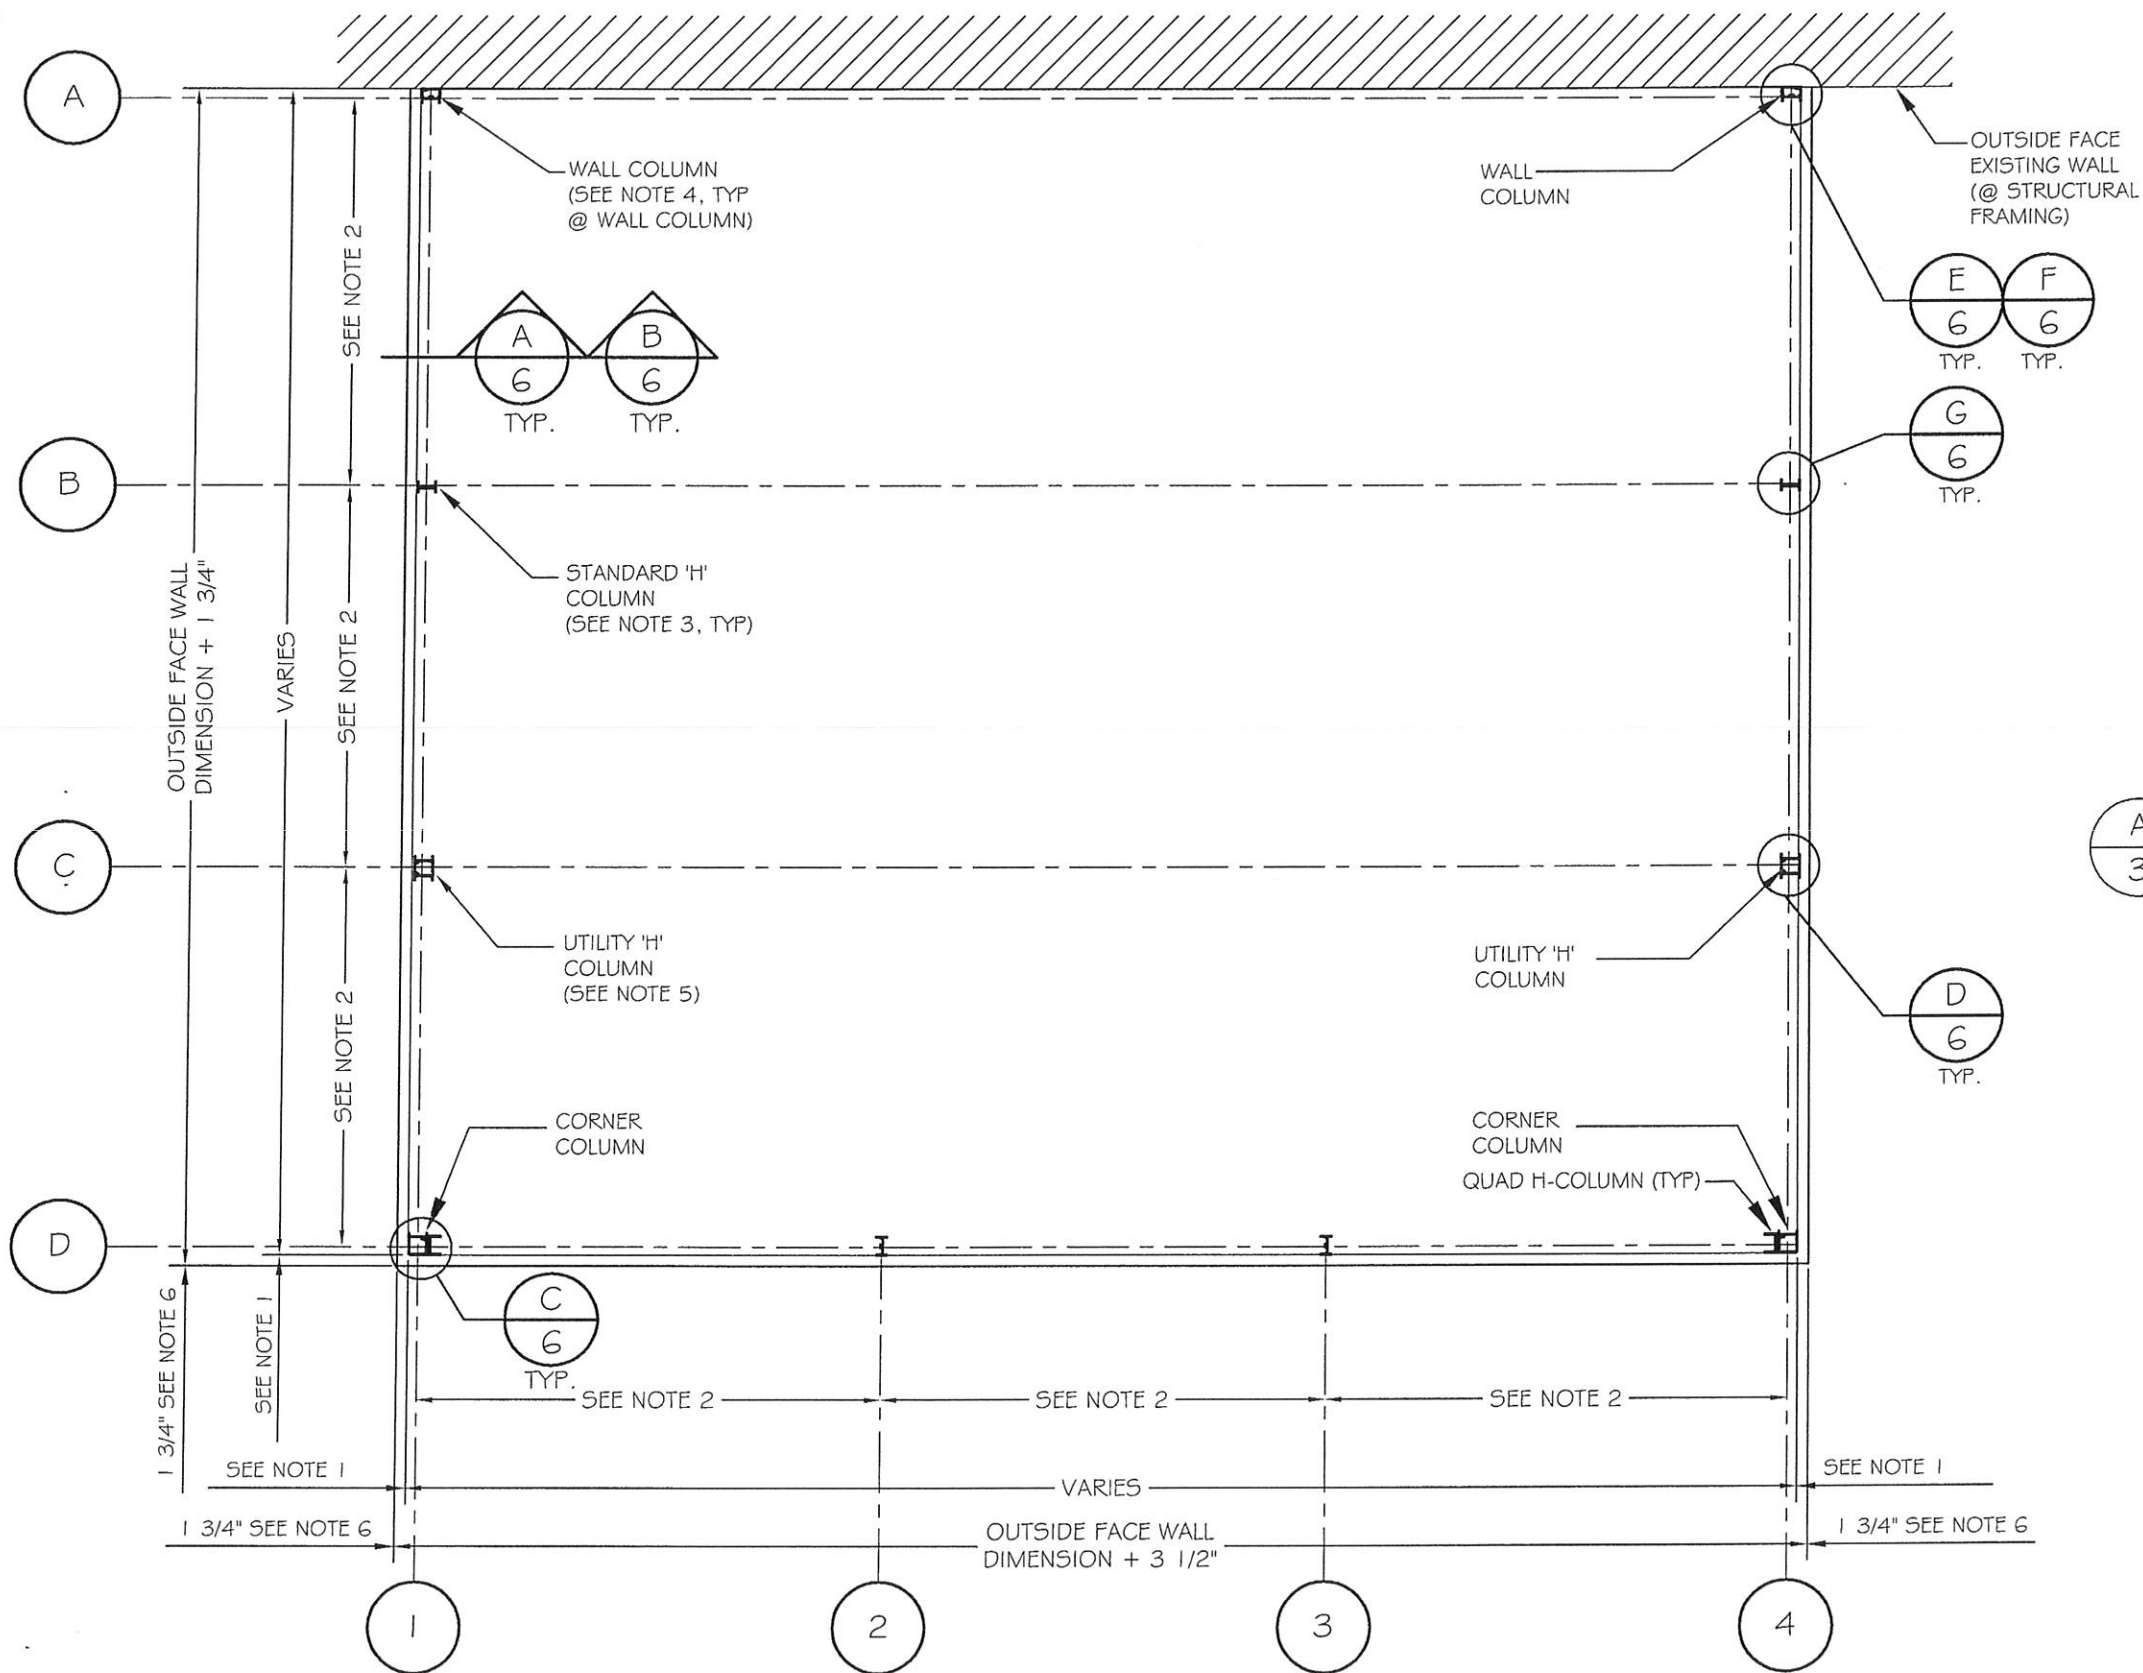 A
WALL COLUMN
(SEE NOTE 4, TYP
@ WALL COLUMN)
WALL
COLUMN
OUTSIDE FACE
EXISTING WALL
(@ STRUCTURAL
FRAMING)
SEE NOTE 2
A
6
TYP.
B
6
TYP.
E
6
TYP.
F
6
TYP.
G
6
TYP.
B
STANDARD 'H'
COLUMN
(SEE NOTE 3, TYP)
OUTSIDE FACE WALL
DIMENSION + 1 3/4"
VARIES
SEE NOTE 2
A
3
C
UTILITY 'H'
COLUMN
(SEE NOTE 5)
UTILITY 'H'
COLUMN
D
6
TYP.
SEE NOTE 2
CORNER
COLUMN
CORNER
COLUMN
QUAD H-COLUMN (TYP)
D
C
6
TYP.
1 3/4" SEE NOTE 6
SEE NOTE 1
SEE NOTE 2
SEE NOTE 2
SEE NOTE 2
SEE NOTE 1
VARIES
SEE NOTE 1
1 3/4" SEE NOTE 6
OUTSIDE FACE WALL
DIMENSION + 3 1/2"
1 3/4" SEE NOTE 6
1
2
3
4